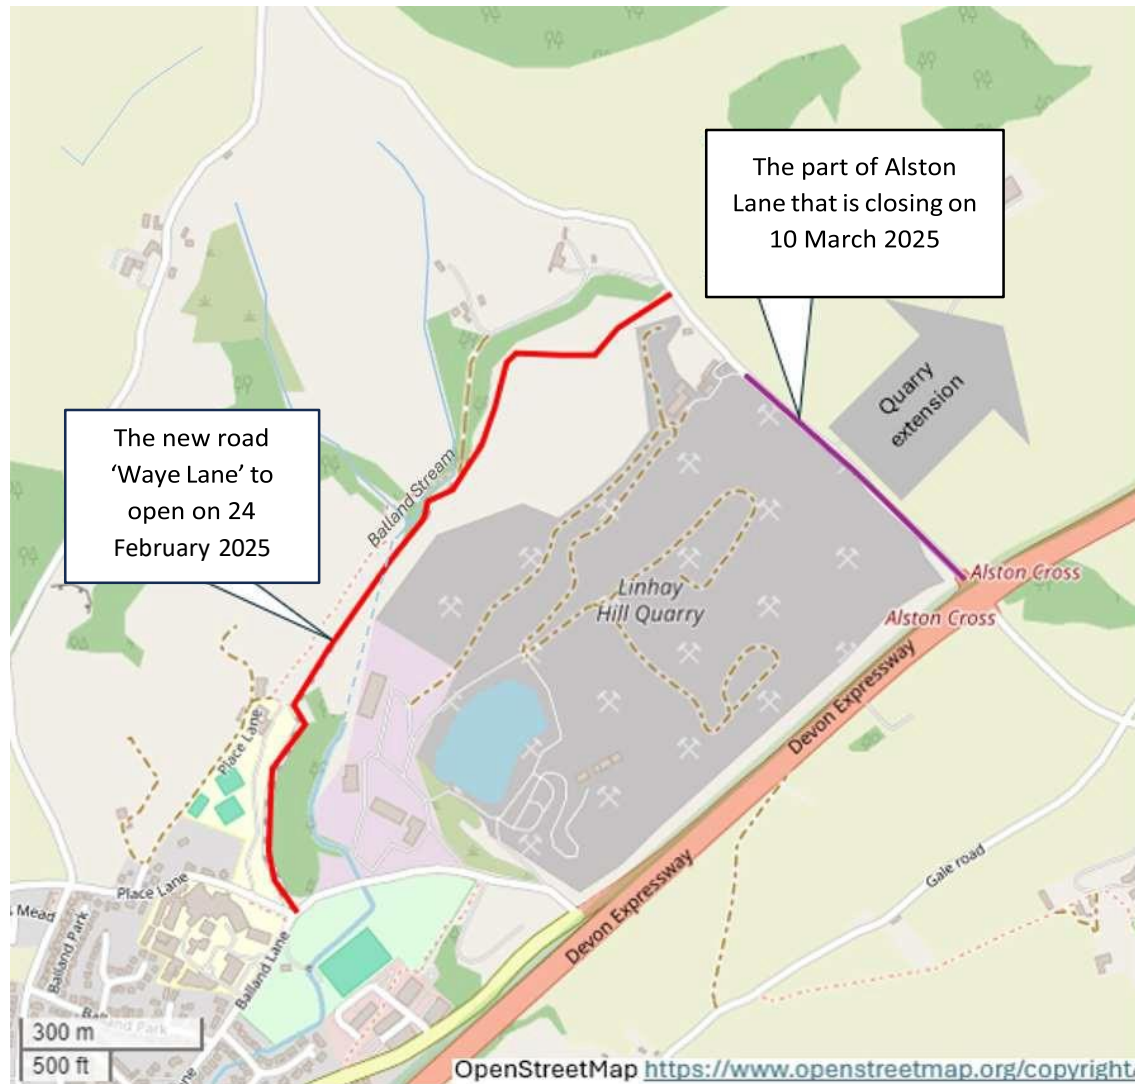 The part of Alston
Lane that is closing on
10 March 2025
Quarry
extension
The new road
‘Waye Lane’ to
open on 24
February 2025
Balland Stream
Linhay
Hill Quarry
Alston Cross
Alston Cross
Devon Expressway
Place Lane
Devon Expressway
Gale road
Place Lane
Mead
Balland Park
Balland Lane
300 m
500 ft
OpenStreetMap https://www.openstreetmap.org/copyright